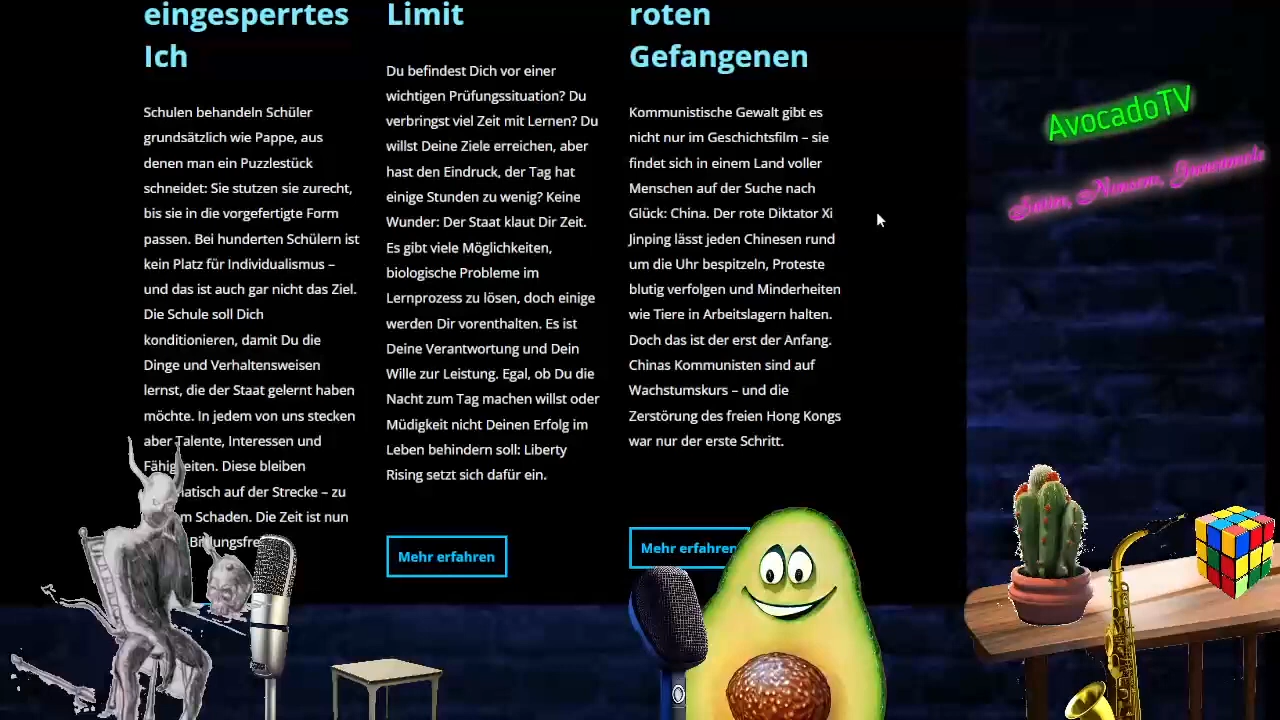 eingesperrtes
Ich
Schulen behandeln Schüler
grundsätzlich wie Pappe, aus
denen man ein Puzzlestück
schneidet: Sie stutzen sie zurecht,
bis sie in die vorgefertigte Form
passen. Bei hunderten Schülern ist
kein Platz für Individualismus –
und das ist auch gar nicht das Ziel.
Die Schule soll Dich
konditionieren, damit Du die
Dinge und Verhaltensweisen
lernst, die der Staat gelernt haben
möchte. In jedem von uns stecken
aber Talente, Interessen und
Diese bleiben
auf der Strecke – zu
Schaden. Die Zeit ist nun
Limit
Du befindest Dich vor einer
wichtigen Prüfungssituation? Du
verbringst viel Zeit mit Lernen? Du
willst Deine Ziele erreichen, aber
hast den Eindruck, der Tag hat
einige Stunden zu wenig? Keine
Wunder: Der Staat klaut Dir Zeit.
Es gibt viele Möglichkeiten,
biologische Probleme im
Lernprozess zu lösen, doch einige
werden Dir vorenthalten. Es ist
Deine Verantwortung und Dein
Wille zur Leistung. Egal, ob Du die
Nacht zum Tag machen willst oder
Müdigkeit nicht Deinen Erfolg im
Leben behindern soll: Liberty
Rising setzt sich dafür ein.
Mehr erfahren
roten
Gefangenen
Kommunistische Gewalt gibt es
nicht nur im Geschichtsfilm – sie
findet sich in einem Land voller
Menschen auf der Suche nach
Glück: China. Der rote Diktator Xi
Jinping lässt jeden Chinesen rund
um die Uhr bespitzeln, Proteste
blutig verfolgen und Minderheiten
wie Tiere in Arbeitslagern halten.
Doch das ist der erst der Anfang.
Chinas Kommunisten sind auf
Wachstumskurs – und die
Zerstörung des freien Hong Kongs
war nur der erste Schritt.
Mehr erfahren
AvocadoTV